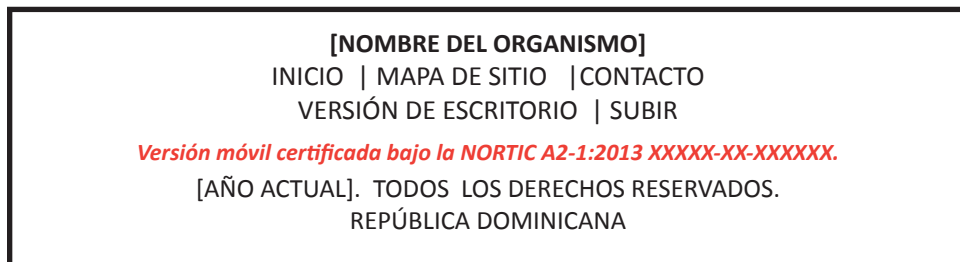 [NOMBRE DEL ORGANISMO]
INICIO | MAPA DE SITIO |CONTACTO
VERSIÓN DE ESCRITORIO | SUBIR
Versión móvil certificada bajo la NORTIC A2-1:2013 XXXXX-XX-XXXXXX.
[AÑO ACTUAL]. TODOS LOS DERECHOS RESERVADOS.
REPÚBLICA DOMINICANA